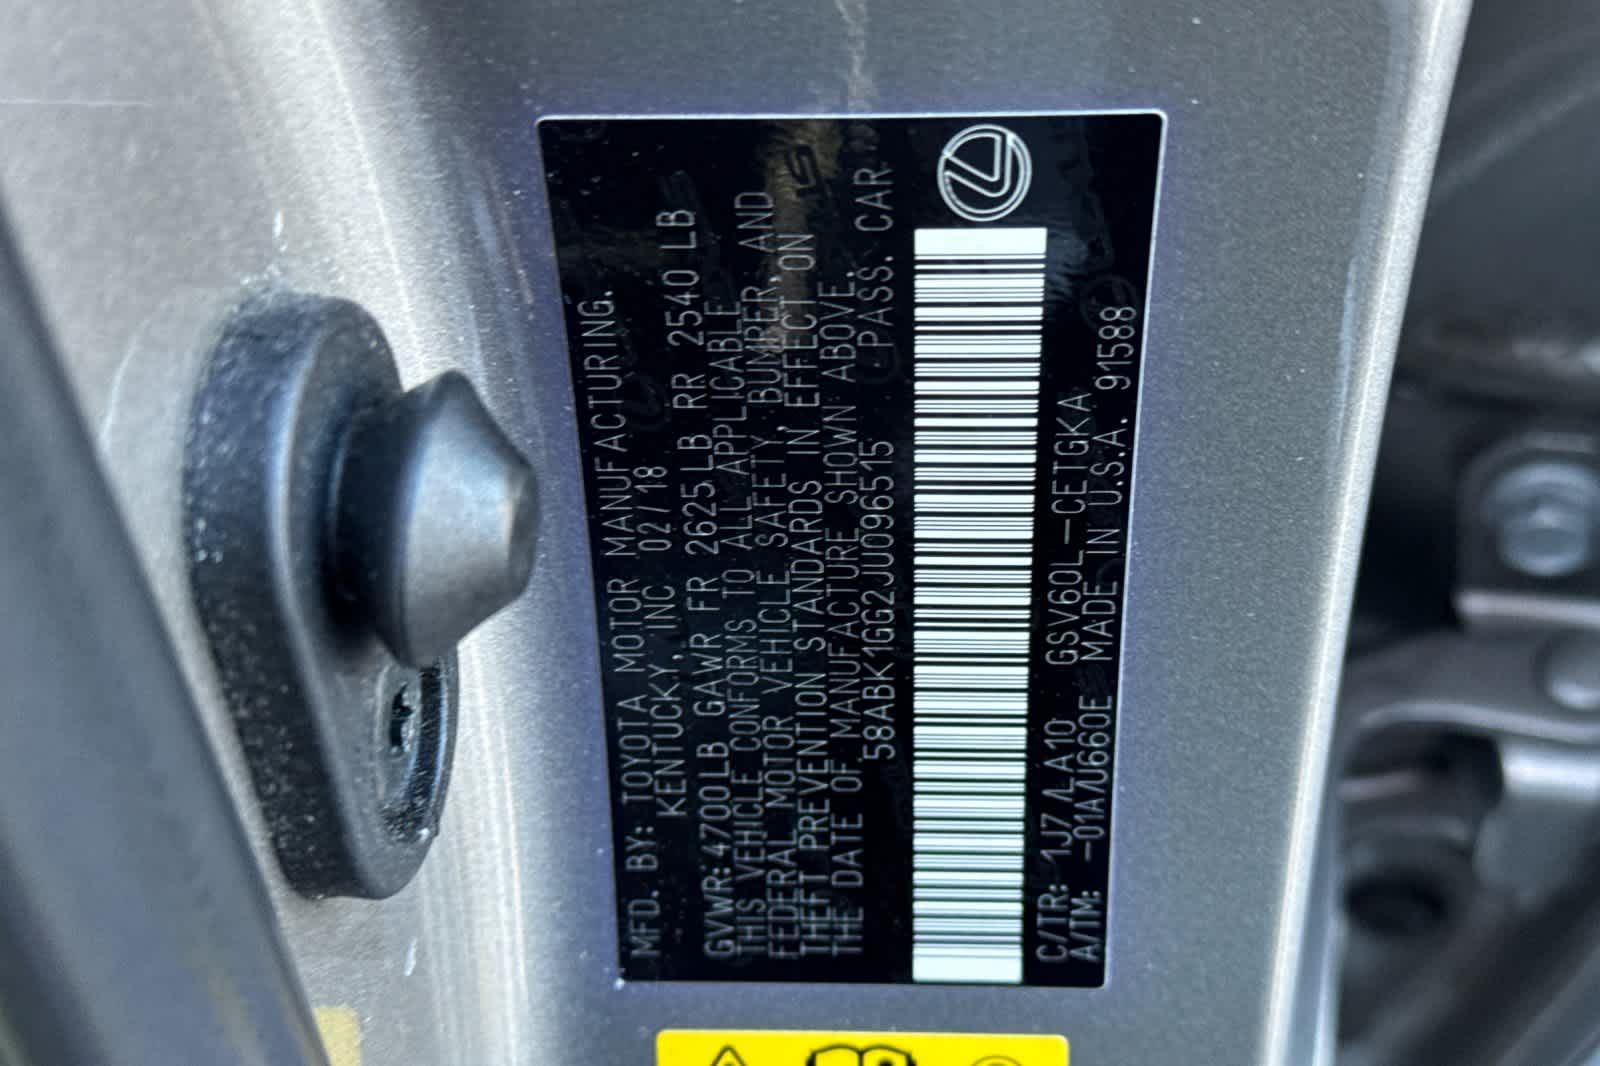 MFD. BY: TOYOTA MOTOR MANUFACTURING.
KENTUCKY, INC 02/18
GVWR: 4700LB GAWR FR 2625LB RR 2540 LB
THIS VEHICLE CONFORMS TO ALL APPLICABLE
FEDERAL MOTOR VEHICLE SAFETY, BUMPER, AND
THEFT PREVENTION STANDARDS IN EFFECT ON
THE DATE OF MANUFACTURE SHOWN ABOVE.
58ABK1GG2JU096515 PASS. CAR
C/TR: 1J7 /LA10 GSV60L-CETGKA
A/TM: -01A/U660E MADE IN U.S.A. 91588